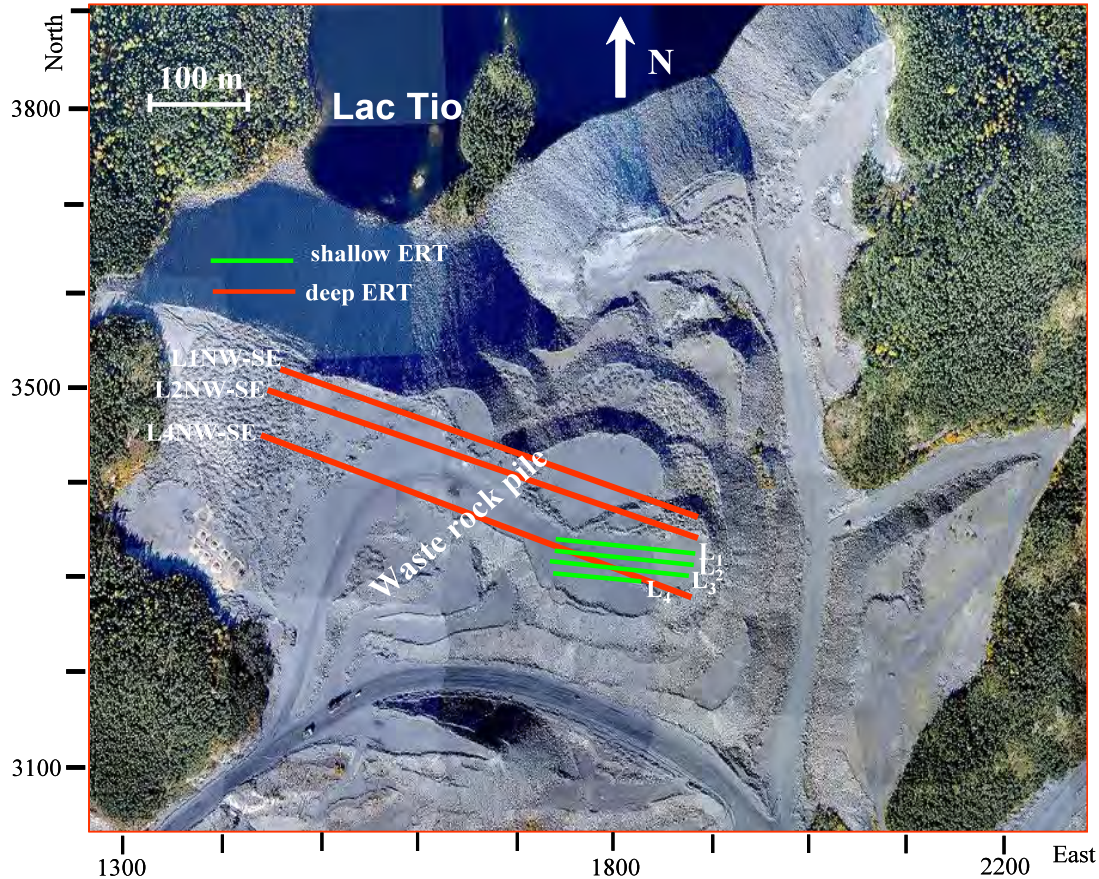 North
N
100 m
Lac Tio
3800
shallow ERT
deep ERT
L1NW-SE
3500
L2NW-SE
L4NW-SE
Waste rock pile
L1
L2
L3
L4
3100
1300
1800
2200
East